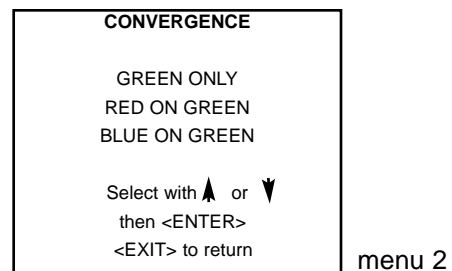 CONVERGENCE
GREEN ONLY
RED ON GREEN
BLUE ON GREEN
Select with or
then <ENTER>
<EXIT> to return
menu 2